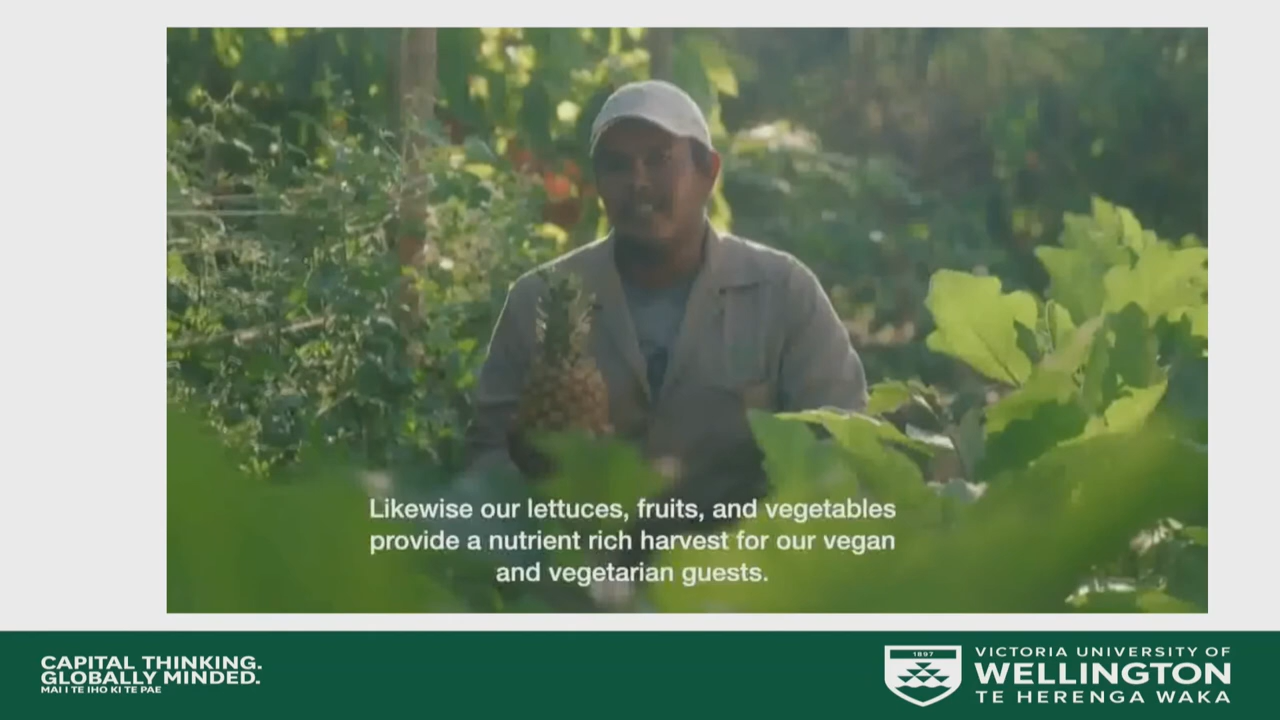 Likewise our lettuces, fruits, and vegetables
provide a nutrient rich harvest for our vegan
and vegetarian guests.
CAPITAL THINKING.
GLOBALLY MINDED.
MAI I TE IHO KI TE PAE
1897
VICTORIA UNIVERSITY OF
WELLINGTON
TE HERENGA WAKA